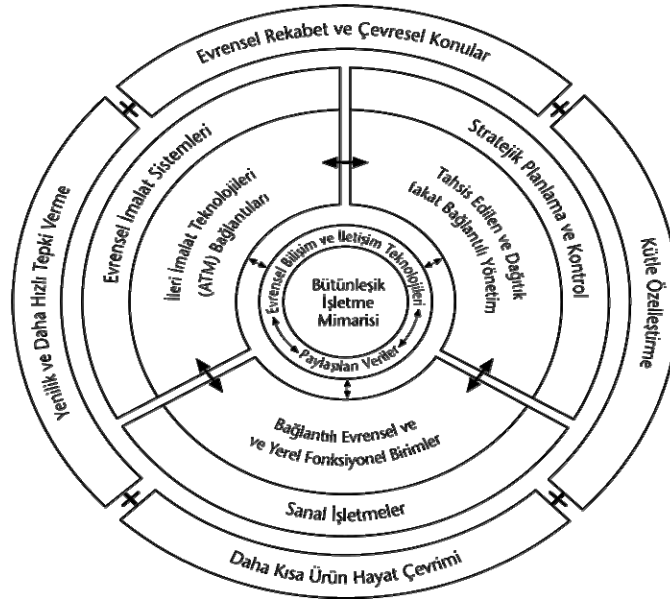 Evrensel Rekabet ve Çevresel Konular
Yenilik ve Daha Hızlı Tepki Verme
Evrensel İmalat Sistemleri
İleri İmalat Teknolojileri
(ATM) Bağlantıları
Stratejik Planlama ve Kontrol
Tahsis Edilen ve Dağıtık
fakat Bağlantılı Yönetim
Kütle Özelleştirme
Evrensel Bilişim ve İletişim Teknolojileri
Bütünleşik
İşletme
Mimarisi
Paylaşılan Veriler
Bağlantılı Evrensel ve
ve Yerel Fonksiyonel Birimler
Sanal İşletmeler
Daha Kısa Ürün Hayat Çevrimi